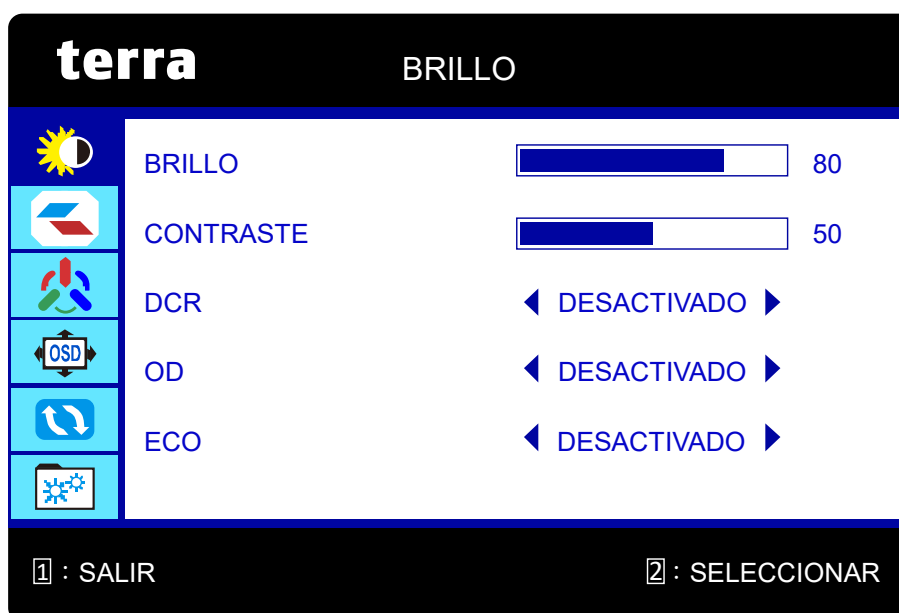 terra BRILLO
BRILLO 80
CONTRASTE 50
DCR DESACTIVADO
OSD
OD DESACTIVADO
ECO DESACTIVADO
1 : SALIR 2 : SELECCIONAR